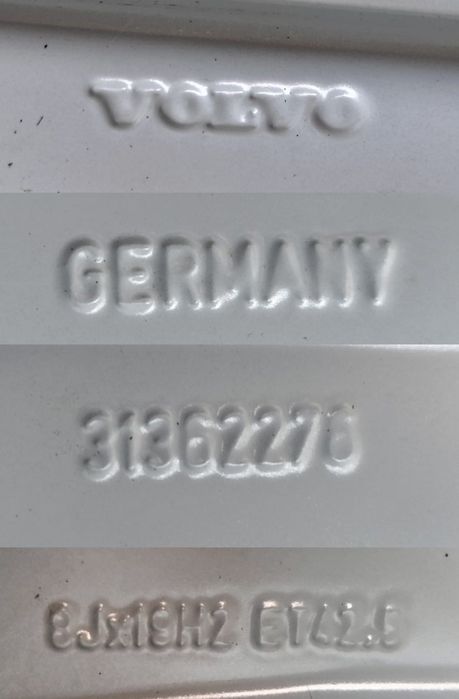 VOLVO
GERMANY
31362276
8Jx19H2 ET42.5